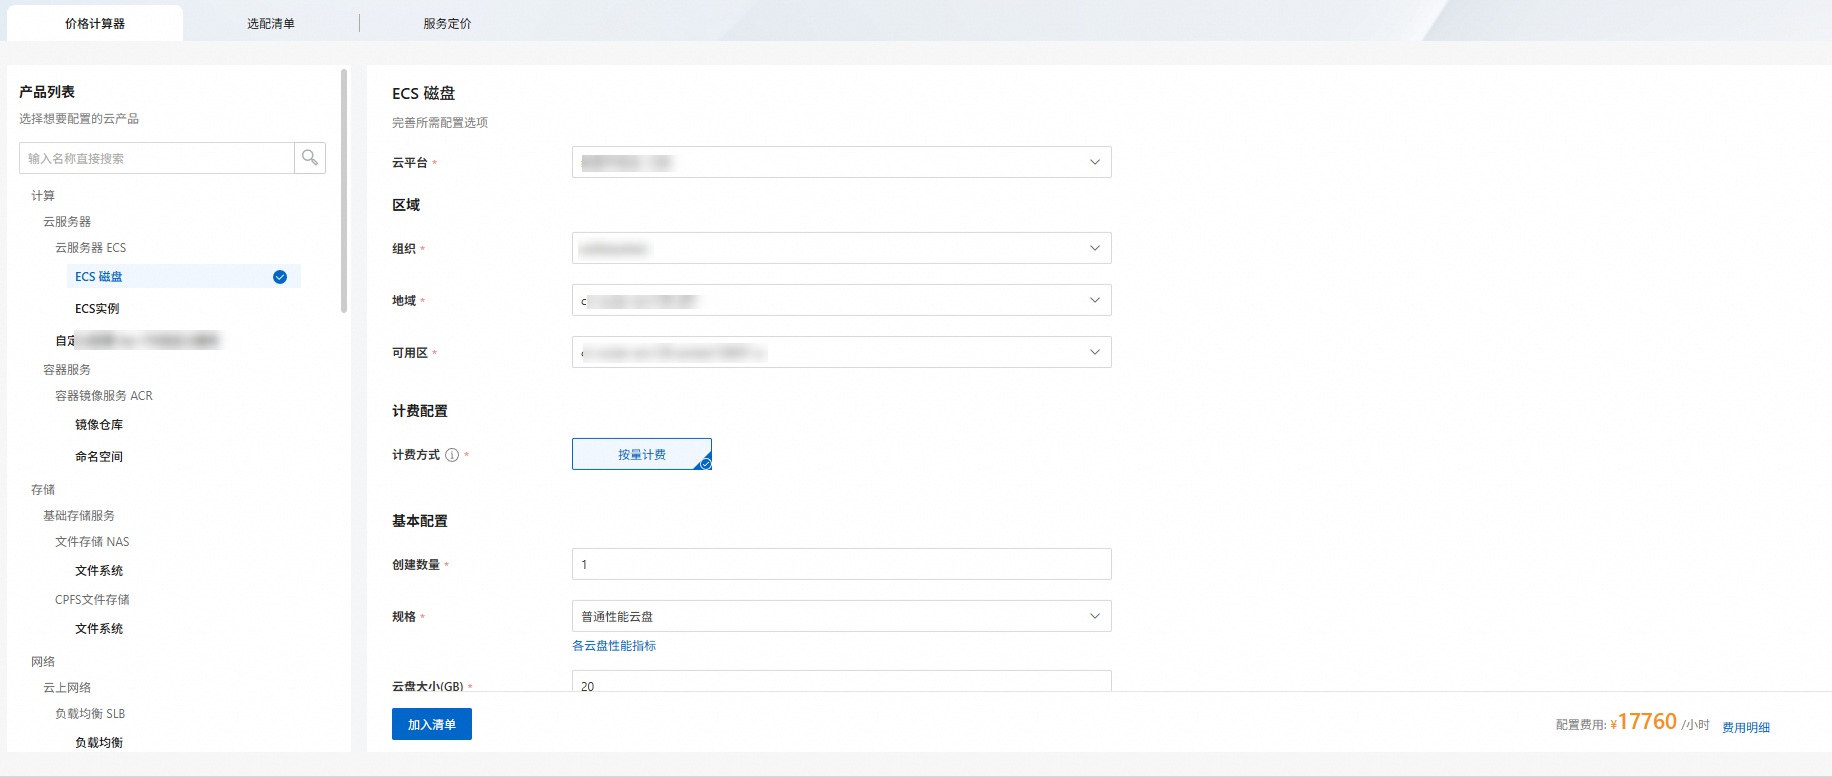 价格计算器
选配清单
服务定价
产品列表
选择想要配置的云产品
输入名称直接搜索
计算
云服务器
云服务器 ECS
ECS 磁盘
ECS实例
自定
容器服务
容器镜像服务 ACR
镜像仓库
命名空间
存储
基础存储服务
文件存储 NAS
文件系统
CPFS文件存储
文件系统
网络
云上网络
负载均衡 SLB
负载均衡
ECS 磁盘
完善所需配置选项
云平台 *
区域
组织 *
地域 *
c
可用区 *
计费配置
计费方式 *
按量计费
基本配置
创建数量 *
1
规格 *
普通性能云盘
各云盘性能指标
云盘大小(GB) *
20
加入清单
配置费用: ¥17760 /小时 费用明细